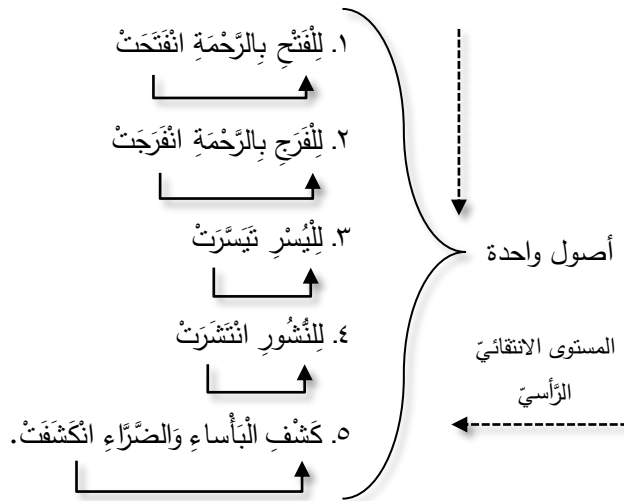 ١. لِلْفَتْحِ بِالرَّحْمَةِ انْفَتَحَتْ
٢. لِلْفَرَجِ بِالرَّحْمَةِ انْفَرَجَتْ
٣. لِلْيُسْرِ تَيَسَّرَتْ
٤. لِلنُّشُورِ انْتَشَرَتْ
٥. كَشْفِ الْبَأْساءِ وَالضَّرَّاءِ انْكَشَفَتْ.
أصول واحدة
المستوى الانتقائيّ
الرَّأسيّ